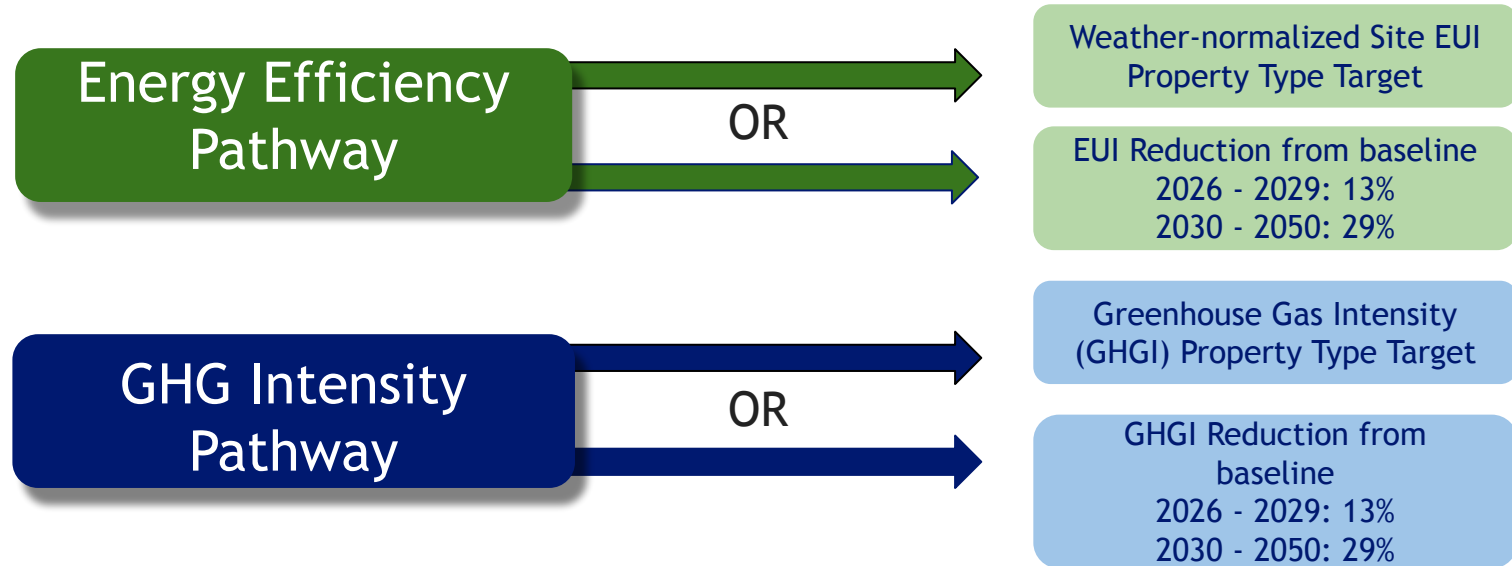 Energy Efficiency
Pathway
OR
Weather-normalized Site EUI
Property Type Target
EUI Reduction from baseline
2026 - 2029: 13%
2030 - 2050: 29%
GHG Intensity
Pathway
OR
Greenhouse Gas Intensity
(GHGI) Property Type Target
GHGI Reduction from
baseline
2026 - 2029: 13%
2030 - 2050: 29%